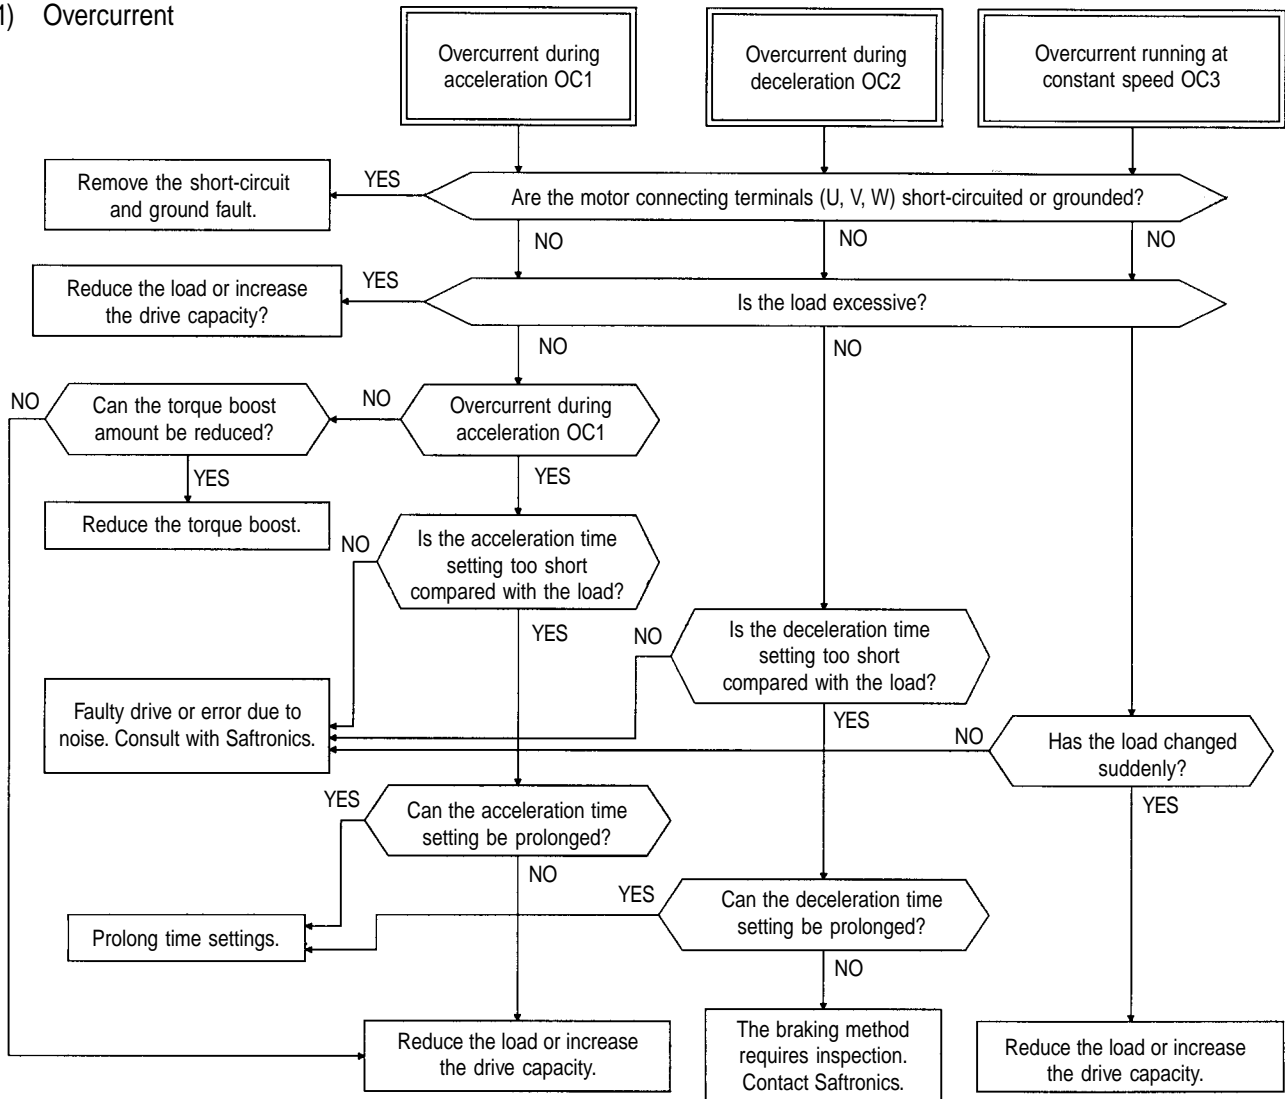 1) Overcurrent
Overcurrent during
acceleration OC1
Overcurrent during
deceleration OC2
Overcurrent running at
constant speed OC3
Remove the short-circuit
and ground fault.
YES
Are the motor connecting terminals (U, V, W) short-circuited or grounded?
NO
NO
NO
Reduce the load or increase
the drive capacity?
YES
Is the load excessive?
NO
NO
NO
Can the torque boost
amount be reduced?
NO
Overcurrent during
acceleration OC1
YES
YES
Reduce the torque boost.
NO
Is the acceleration time
setting too short
compared with the load?
YES
NO
Is the deceleration time
setting too short
compared with the load?
YES
Faulty drive or error due to
noise. Consult with Saftronics.
NO
Has the load changed
suddenly?
YES
YES
Can the acceleration time
setting be prolonged?
NO
YES
Can the deceleration time
setting be prolonged?
NO
Prolong time settings.
Reduce the load or increase
the drive capacity.
The braking method
requires inspection.
Contact Saftronics.
Reduce the load or increase
the drive capacity.